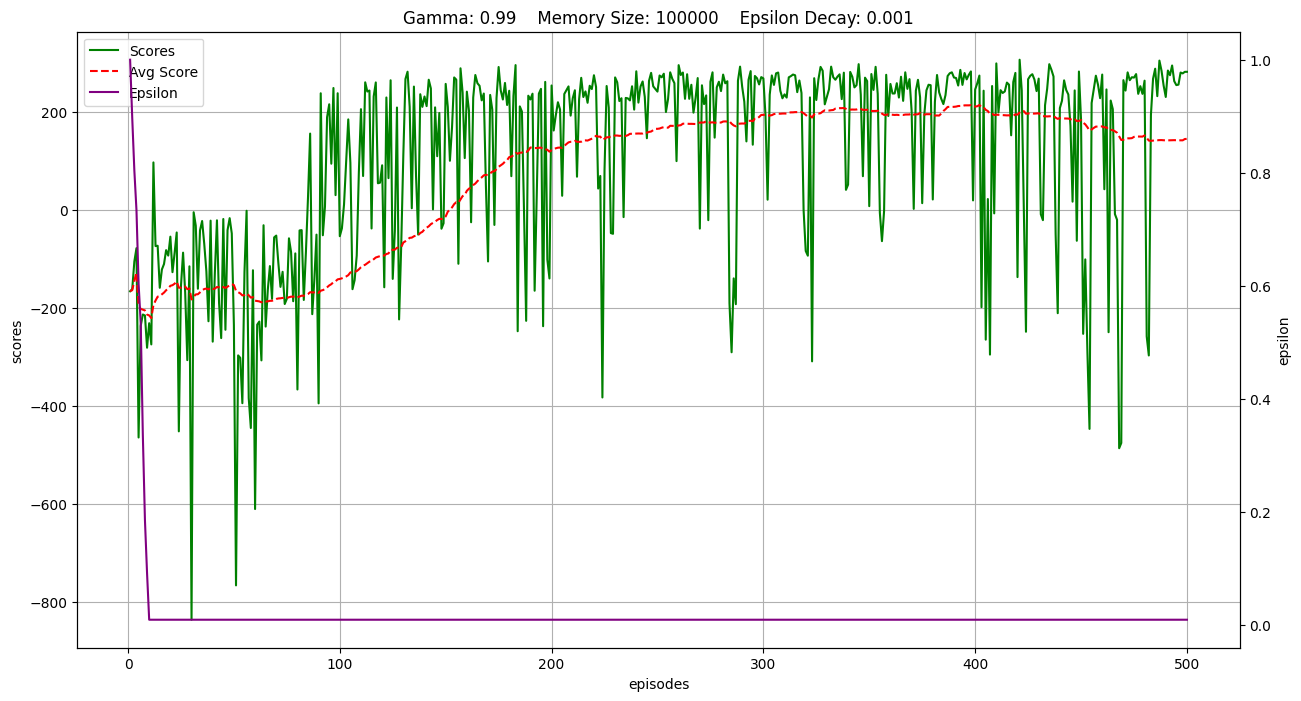 Gamma: 0.99    Memory Size: 100000    Epsilon Decay: 0.001
Scores
Avg Score
Epsilon
scores
200
0
−200
−400
−600
−800
1.0
0.8
0.6
0.4
0.2
0.0
epsilon
0 100 200 300 400 500
episodes